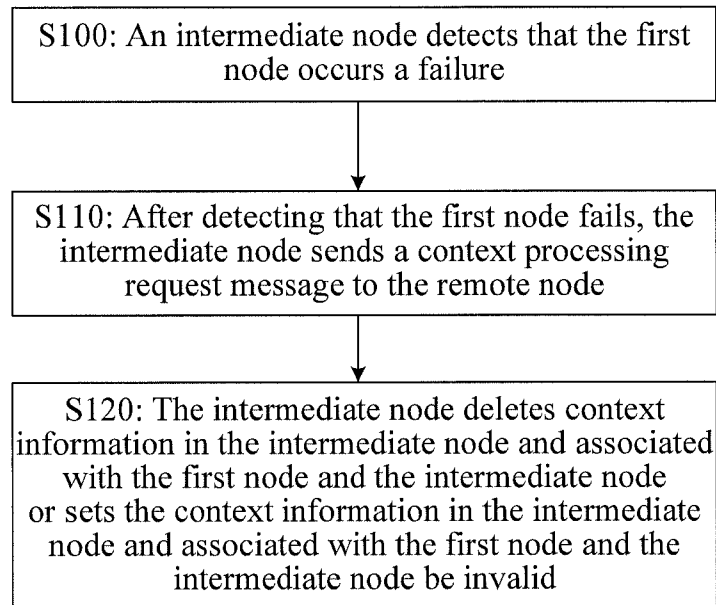 S100: An intermediate node detects that the first
node occurs a failure
S110: After detecting that the first node fails, the
intermediate node sends a context processing
request message to the remote node
S120: The intermediate node deletes context
information in the intermediate node and associated
with the first node and the intermediate node
or sets the context information in the intermediate
node and associated with the first node and the
intermediate node be invalid